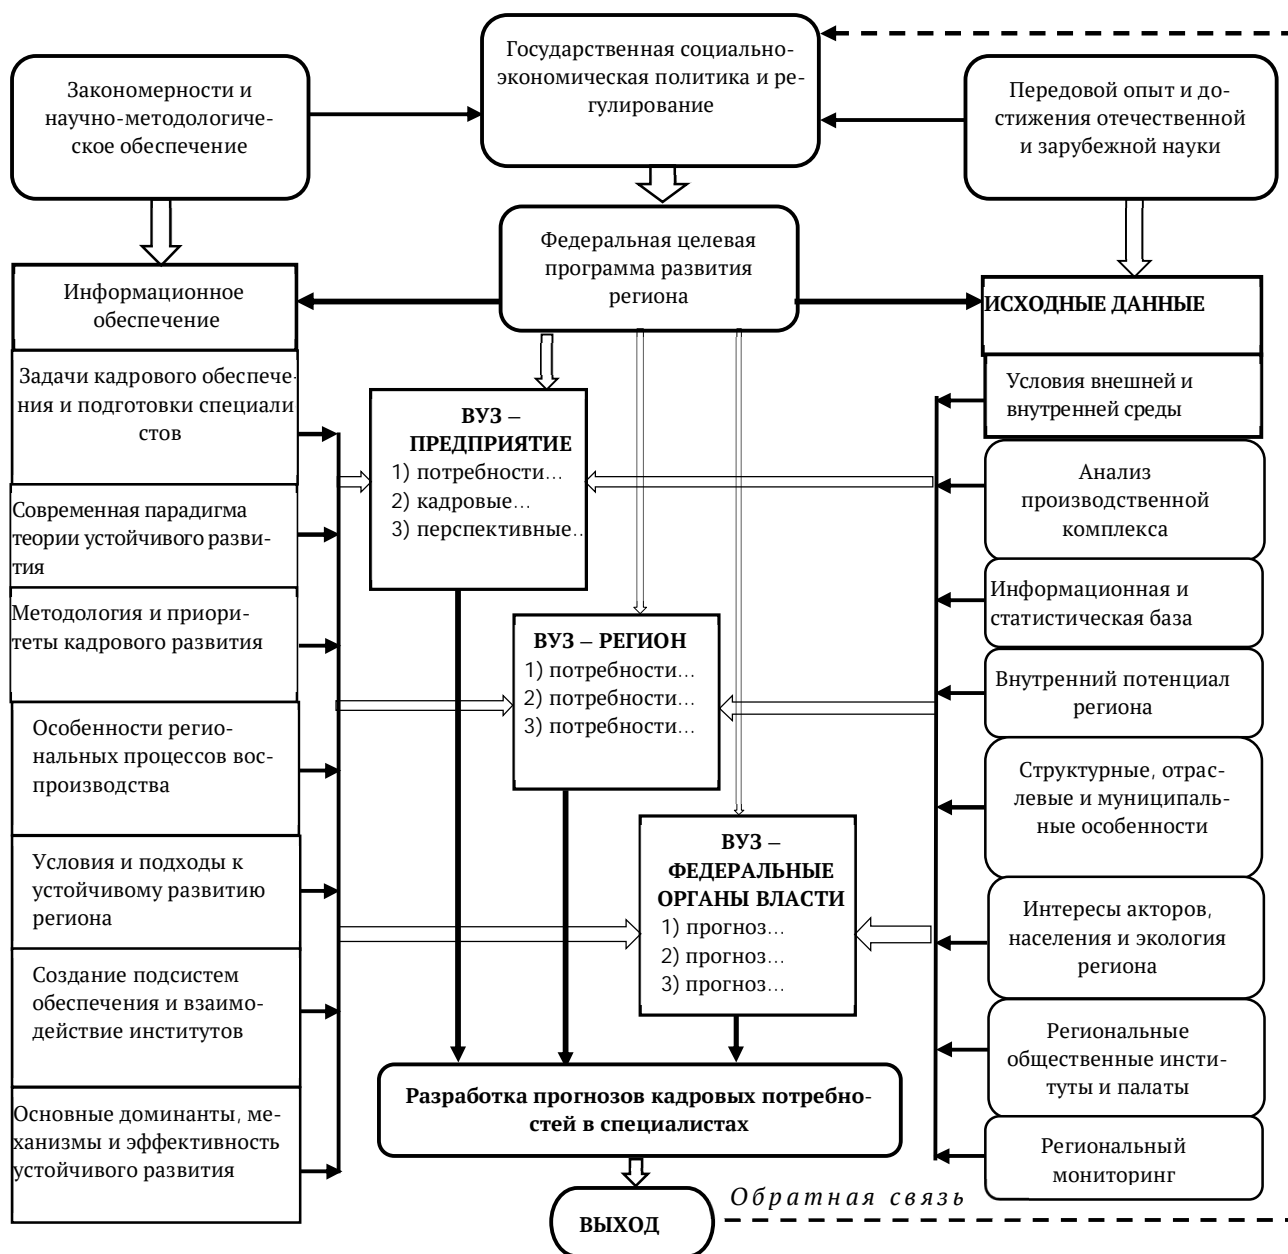 Государственная социально-
экономическая политика и ре-
гулирование
Закономерности и
научно-методологиче-
ское обеспечение
Передовой опыт и до-
стижения отечественной
и зарубежной науки
Федеральная целевая
программа развития
региона
Информационное
обеспечение
ИСХОДНЫЕ ДАННЫЕ
Задачи кадрового обеспече-
ния и подготовки специали
стов
Современная парадигма
теории устойчивого разви-
тия
Методология и приори-
теты кадрового развития
Особенности регио-
нальных процессов вос-
производства
Условия и подходы к
устойчивому развитию
региона
Создание подсистем
обеспечения и взаимо-
действие институтов
Основные доминанты, ме-
ханизмы и эффективность
устойчивого развития
ВУЗ –
ПРЕДПРИЯТИЕ
1) потребности...
2) кадровые...
3) перспективные...
ВУЗ – РЕГИОН
1) потребности...
2) потребности...
3) потребности...
ВУЗ –
ФЕДЕРАЛЬНЫЕ
ОРГАНЫ ВЛАСТИ
1) прогноз...
2) прогноз...
3) прогноз...
Условия внешней и
внутренней среды
Анализ
производственной
комплекса
Информационная и
статистическая база
Внутренний потенциал
региона
Структурные, отрас-
левые и муниципаль-
ные особенности
Интересы акторов,
населения и экология
региона
Региональные
общественные инсти-
туты и палаты
Региональный
мониторинг
Разработка прогнозов кадровых потребно-
стей в специалистах
ВЫХОД
Обратная связь